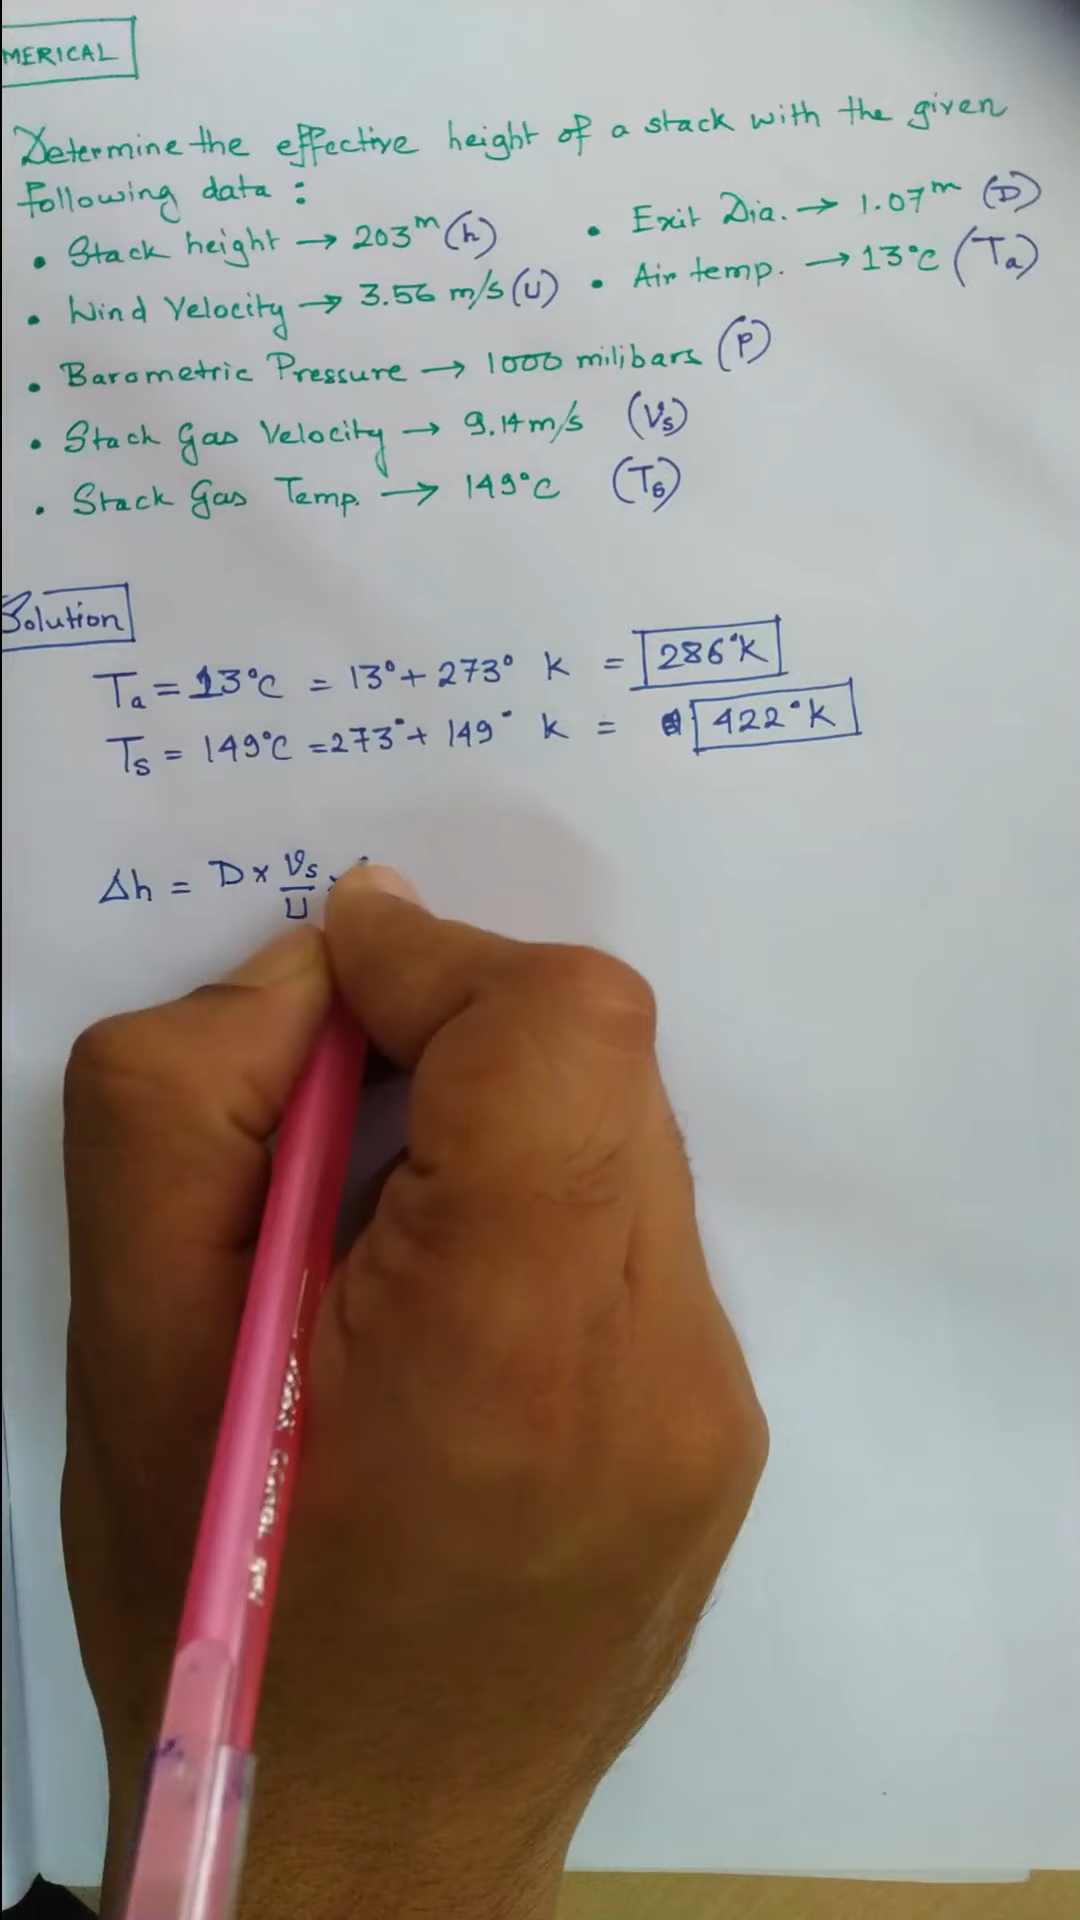 MERICAL
Determine the effective height of a stack with the given
following data :
• Stack height → 203m (h)
• Exit Dia. → 1.07m (D)
• Wind Velocity → 3.56 m/s (U)
• Air temp. → 13°C (Ta)
• Barometric Pressure → 1000 milibars (P)
• Stack Gas Velocity → 9.14m/s (Vs)
• Stack Gas Temp. → 149°C (Ts)
Solution
Ta = 13°C = 13° + 273° K = 286°K
Ts = 149°C = 273° + 149° K = 422°K
Δh = D × Vs/U